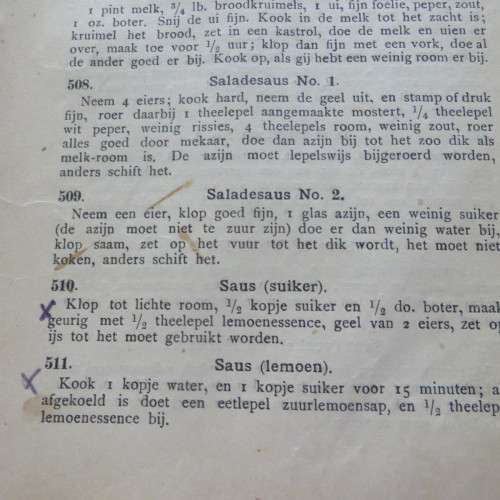 1 pint melk, 3/4 lb. broodkruimels, 1 ui, fijn foelie, peper, zout,
1 oz. boter. Snij de ui fijn. Kook in de melk tot het zacht is;
kruimel het brood, zet in een kastrol, doe de melk en uien er
over, maak toe voor 1/2 uur; klop dan fijn met een vork, doe al
de ander goed er bij. Kook op, als gij hebt een weinig room er bij.
508. Saladesaus No. 1.
Neem 4 eiers; kook hard, neem de geel uit, en stamp of druk
fijn, roer daarbij 1 theelepel aangemaakte mostert, 1/4 theelepel
wit peper, weinig rissies, 4 theelepels room, weinig zout, roer
alles goed door mekaar, doe dan azijn bij tot het zoo dik als
melk-room is. De azijn moet lepelswijs bijgeroerd worden,
anders schift het.
509. Saladesaus No. 2.
Neem een eier, klop goed fijn, 1 glas azijn, een weinig suiker
(de azijn moet niet te zuur zijn) doe er dan weinig water bij,
klop saam, zet op het vuur tot het dik wordt, het moet niet
koken, anders schift het.
510. Saus (suiker).
Klop tot lichte room, 1/2 kopje suiker en 1/2 do. boter, maak
geurig met 1/2 theelepel lemoenessence, geel van 2 eiers, zet op
ijs tot het moet gebruikt worden.
511. Saus (lemoen).
Kook 1 kopje water, en 1 kopje suiker voor 15 minuten; a
afgekoeld is doet een eetlepel zuurlemoensap, en 1/2 theelep
lemoenessence bij.